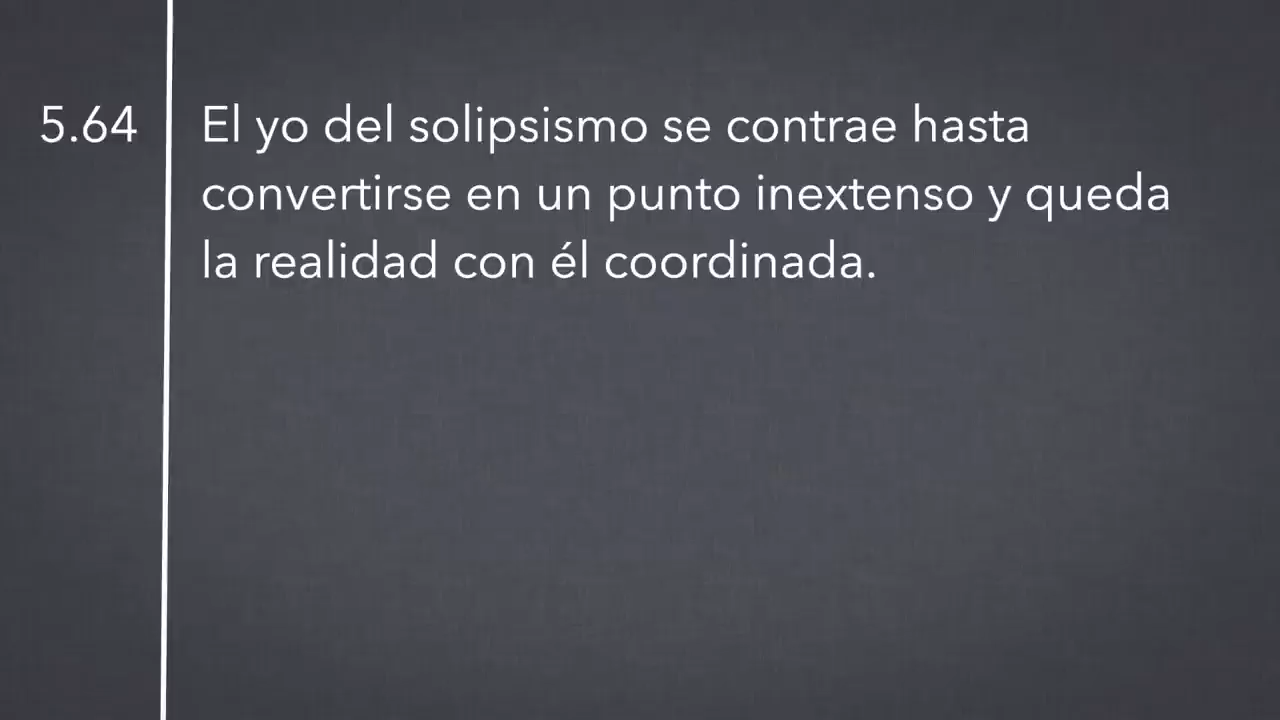 5.64 El yo del solipsismo se contrae hasta
convertirse en un punto inextenso y queda
la realidad con él coordinada.